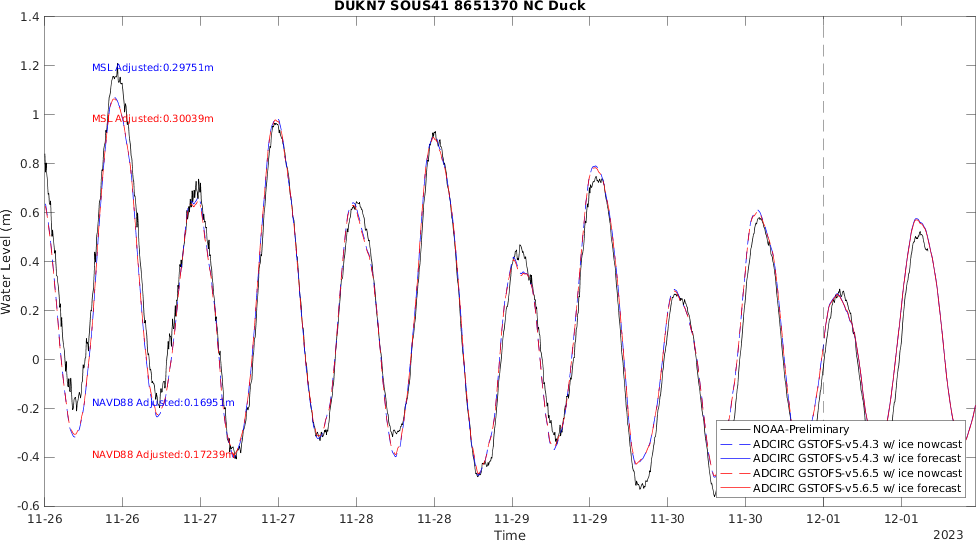 DUKN7 SOUS41 8651370 NC Duck
1.4
1.2
1
0.8
0.6
0.4
0.2
0
-0.2
-0.4
-0.6
Water Level (m)
MSL Adjusted:0.29751m
MSL Adjusted:0.30039m
NAVD88 Adjusted:0.16951m
NAVD88 Adjusted:0.17239m
NOAA-Preliminary
ADCIRC GSTOFS-v5.4.3 w/ ice nowcast
ADCIRC GSTOFS-v5.4.3 w/ ice forecast
ADCIRC GSTOFS-v5.6.5 w/ ice nowcast
ADCIRC GSTOFS-v5.6.5 w/ ice forecast
11-26 11-26 11-27 11-27 11-28 11-28 11-29 11-29 11-30 11-30 12-01 12-01
Time
2023